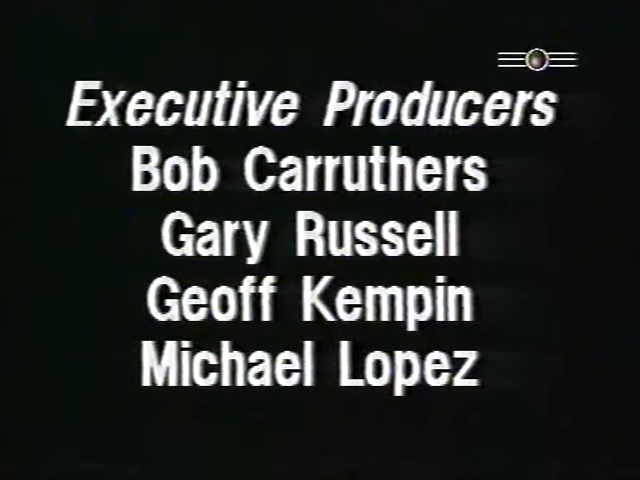 Executive Producers
Bob Carruthers
Gary Russell
Geoff Kempin
Michael Lopez